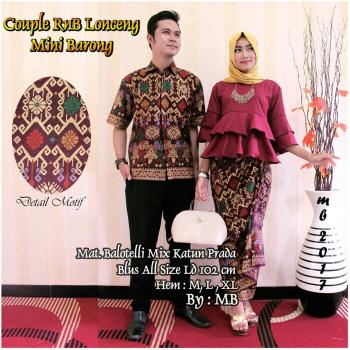 Couple RnB Lonceng
Mini Barong
Detail Motif
mb 2017
Mat. Balotelli Mix Katun Prada
Blus All Size Ld 102 cm
Hem : M, L , XL
By : MB